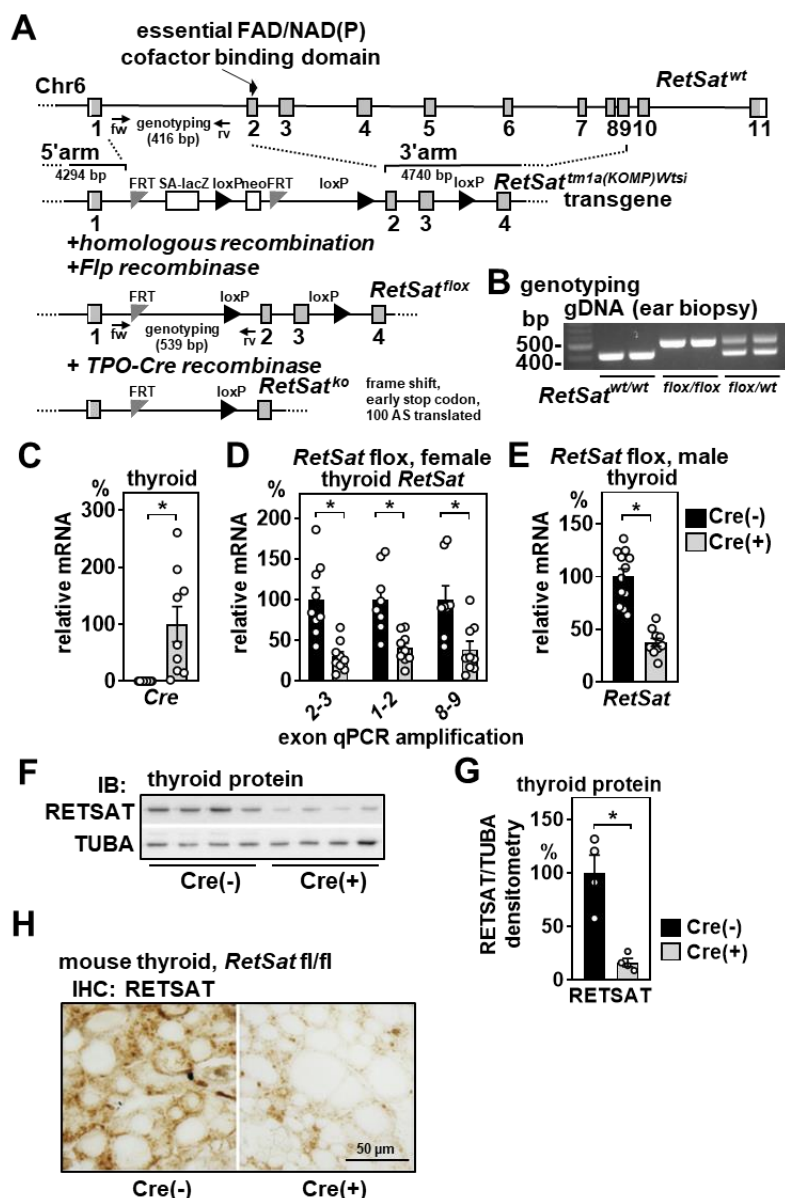 A
essential FAD/NAD(P)
cofactor binding domain
Chr6
RetSat^wt
1 fw genotyping (416 bp) rv 2 3 4 5 6 7 8 9 10 11
5'arm
4294 bp
3'arm
4740 bp
FRT SA-lacZ loxP neo FRT loxP loxP
RetSat^tm1a(KOMP)Wtsi
transgene
1 2 3 4
+homologous recombination
+Flp recombinase
FRT loxP loxP
RetSat^flox
1 fw genotyping (539 bp) rv 2 3 4
+ TPO-Cre recombinase
FRT loxP
RetSat^ko
frame shift,
early stop codon,
100 AS translated
B genotyping
gDNA (ear biopsy)
bp
500-
400-
RetSat^wt/wt flox/flox flox/wt
C
thyroid
%
relative mRNA
300
200
100
0
*
Cre
D
RetSat flox, female
thyroid RetSat
%
relative mRNA
200
150
100
50
0
* * *
2-3 1-2 8-9
exon qPCR amplification
E
RetSat flox, male
thyroid
%
relative mRNA
150
100
50
0
*
RetSat
Cre(-)
Cre(+)
F
IB:
thyroid protein
RETSAT
TUBA
Cre(-) Cre(+)
G
thyroid protein
RETSAT/TUBA
densitometry
%
150
100
50
0
*
RETSAT
Cre(-)
Cre(+)
H
mouse thyroid, RetSat fl/fl
IHC: RETSAT
50 µm
Cre(-) Cre(+)